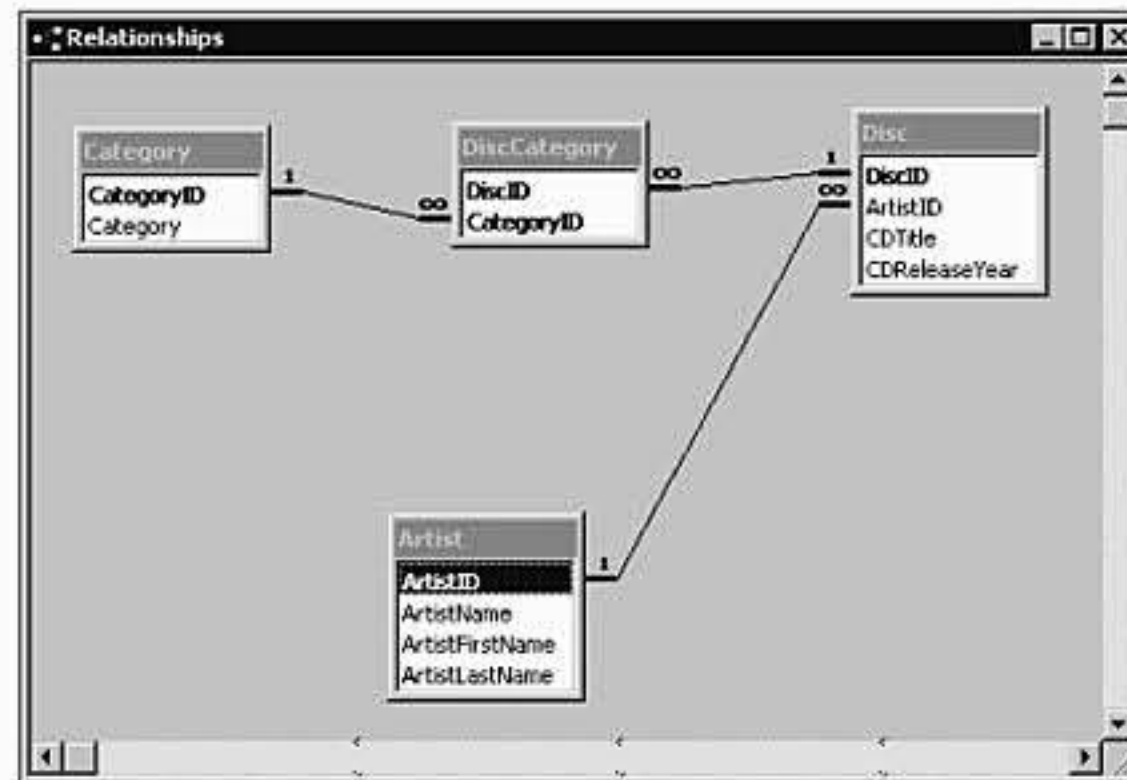 Relationships
Category
CategoryID
Category
1
∞
DiscCategory
DiscID
CategoryID
∞
1
∞
Disc
DiscID
ArtistID
CDTitle
CDReleaseYear
Artist
ArtistID
ArtistName
ArtistFirstName
ArtistLastName
1